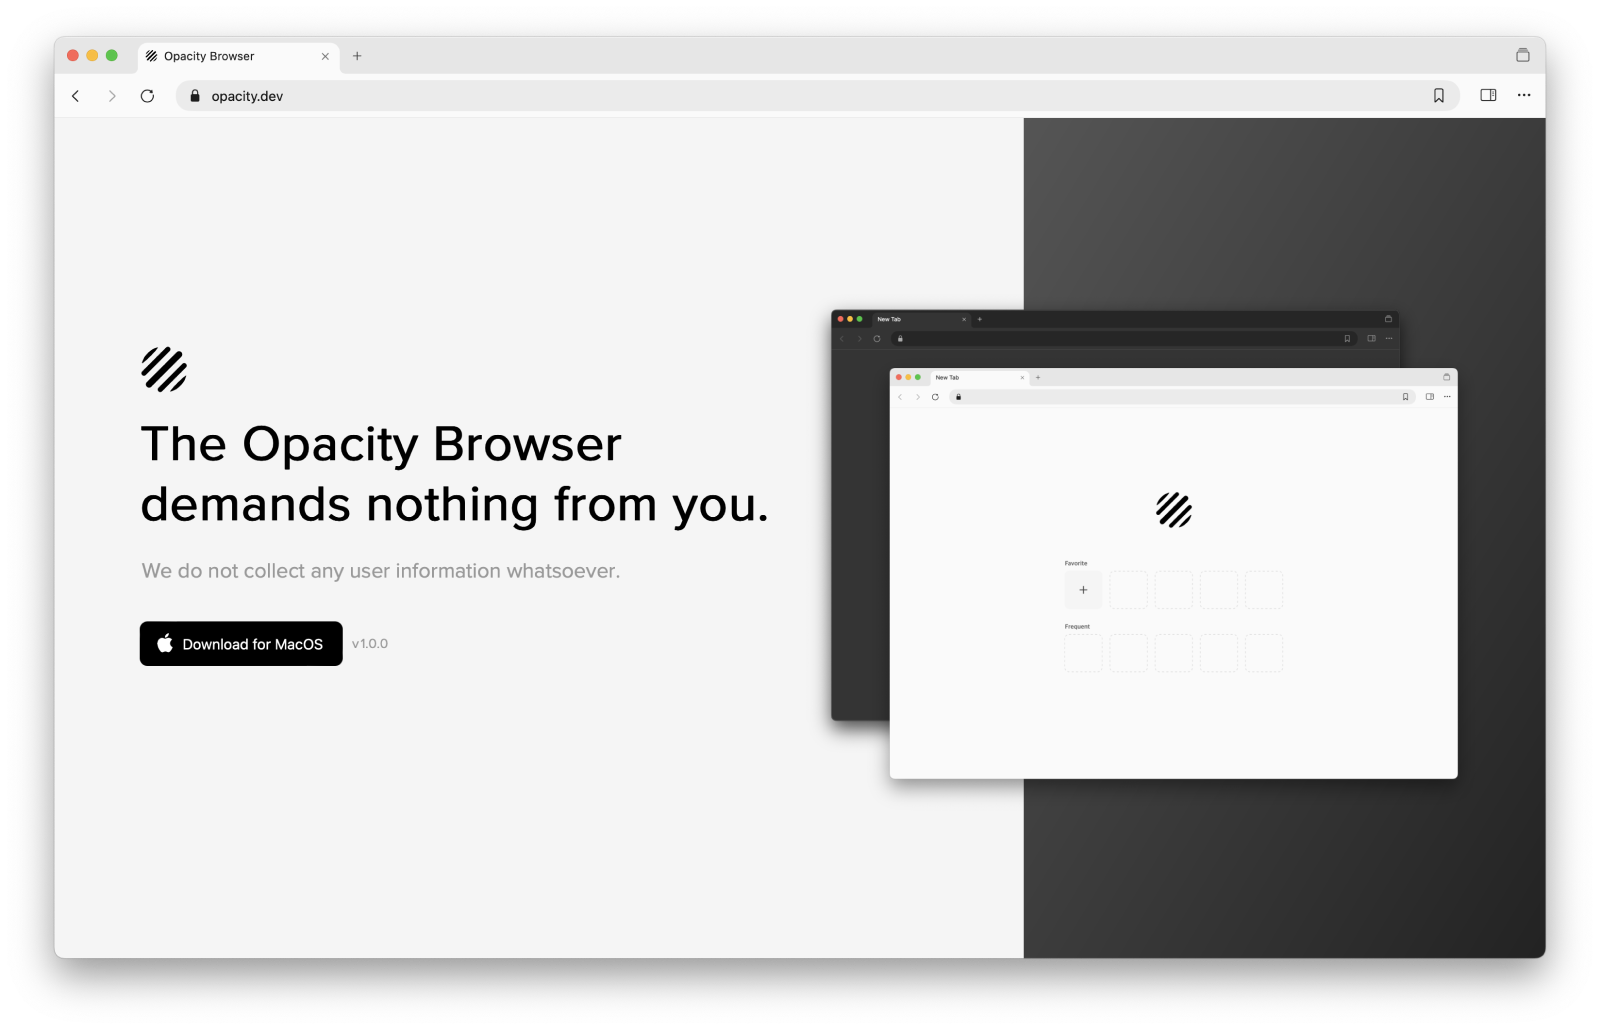 Opacity Browser
opacity.dev
The Opacity Browser
demands nothing from you.
We do not collect any user information whatsoever.
Download for MacOS
v1.0.0
New Tab
New Tab
Favorite
Frequent